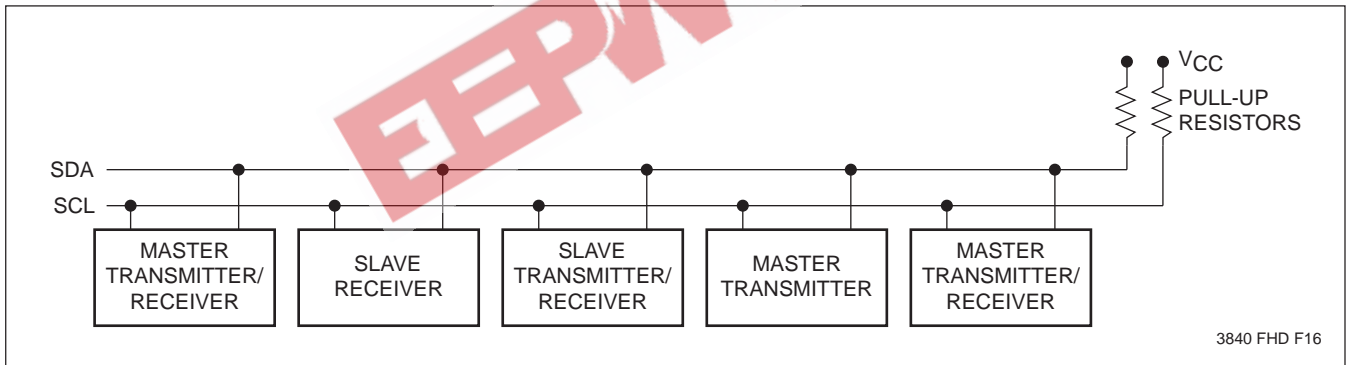 EEPW
VCC
PULL-UP
RESISTORS
SDA
SCL
MASTER
TRANSMITTER/
RECEIVER
SLAVE
RECEIVER
SLAVE
TRANSMITTER/
RECEIVER
MASTER
TRANSMITTER
MASTER
TRANSMITTER/
RECEIVER
3840 FHD F16